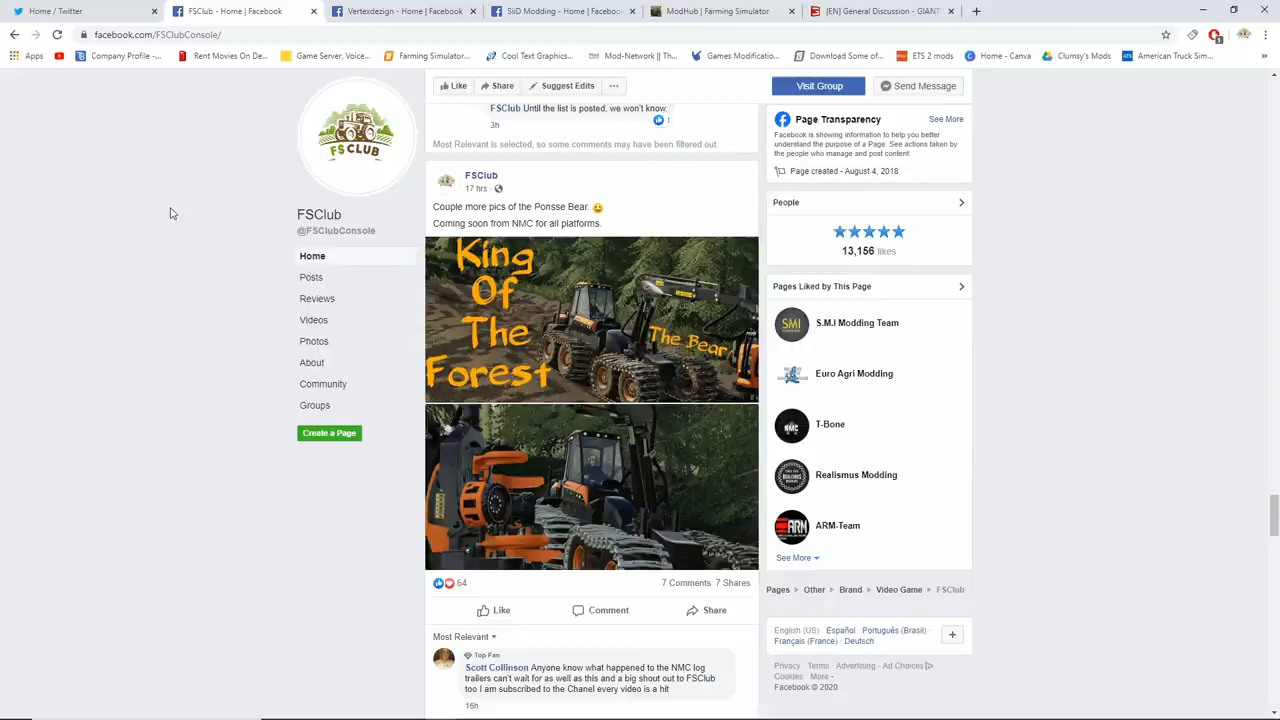 Home / Twitter
FSClub - Home | Facebook
Vertexdezign - Home | Facebook
SiiD Modding - Home | Facebook
ModHub | Farming Simulator
[EN] General Discussion - GIANT
facebook.com/FSClubConsole/
1
Apps
Company Profile -...
Rent Movies On De...
Game Server, Voice...
Farming Simulator...
Cool Text Graphics...
Mod-Network || Th...
Games Modificatio...
Download Some of...
ETS 2 mods
Home - Canva
Clumsy's Mods
American Truck Sim...
Like
Share
Suggest Edits
Visit Group
Send Message
FS CLUB
FSClub
@FSClubConsole
Home
Posts
Reviews
Videos
Photos
About
Community
Groups
Create a Page
FSClub Until the list is posted, we won't know.
1
3h
Most Relevant is selected, so some comments may have been filtered out.
FSClub
17 hrs ·
Couple more pics of the Ponsse Bear.
Coming soon from NMC for all platforms.
King
Of
The
Forest
The Bear
64
7 Comments 7 Shares
Like
Comment
Share
Most Relevant
Top Fan
Scott Collinson Anyone know what happened to the NMC log
trailers can't wait for as well as this and a big shout out to FSClub
too I am subscribed to the Chanel every video is a hit
16h
Page Transparency
See More
Facebook is showing information to help you better
understand the purpose of a Page. See actions taken by
the people who manage and post content.
Page created - August 4, 2018
People
13,156 likes
Pages Liked by This Page
SMI
S.M.I Modding Team
Euro Agri Modding
NMC
T-Bone
Realismus Modding
ARM
ARM-Team
See More
Pages
Other
Brand
Video Game
FSClub
English (US) · Español · Português (Brasil) ·
Français (France) · Deutsch
Privacy · Terms · Advertising · Ad Choices
Cookies · More
Facebook © 2020